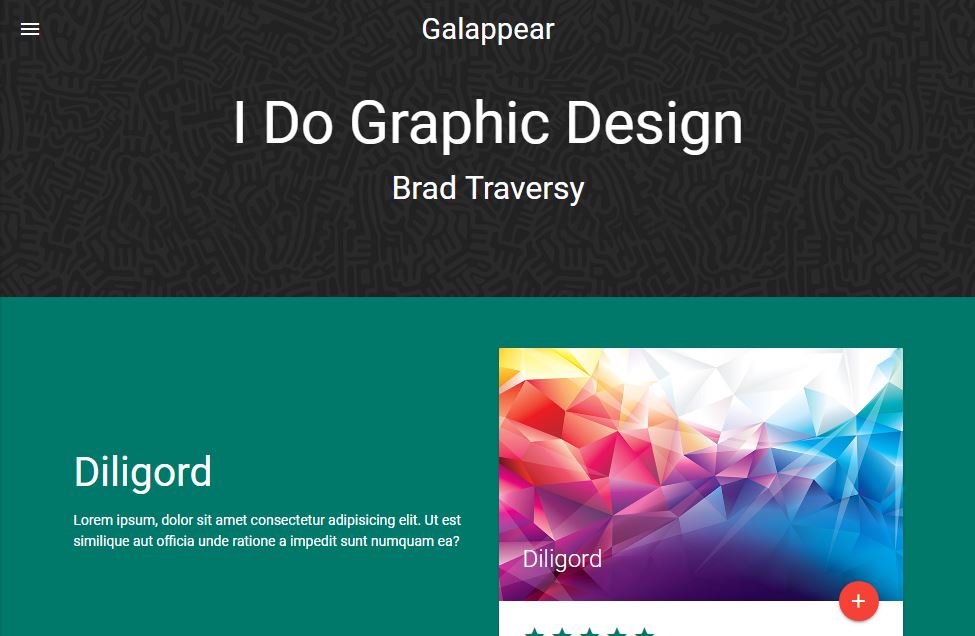 Galappear
I Do Graphic Design
Brad Traversy
Diligord
Lorem ipsum, dolor sit amet consectetur adipisicing elit. Ut est
similique aut officia unde ratione a impedit sunt numquam ea?
Diligord
+